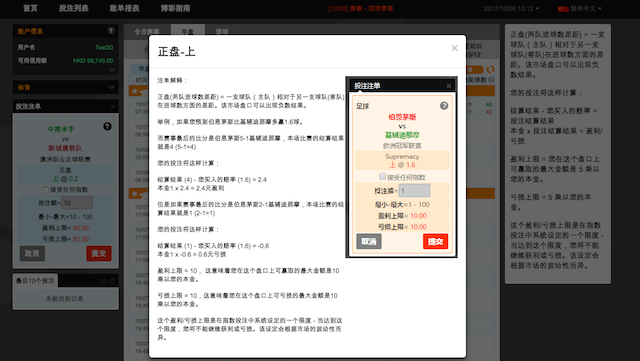 首页
投注列表
账单报表
博彩指南
[10/05] 赛事 - 滚球赛事
2017/10/08 13:12
简体中文
账户信息
用户名
Test20
可用信用额
HKD 99,740.00
体育
投注注单
中岸水手
vs
新城堡联队
澳洲职业足球联赛
正盘
上 @ 0.2
接受任何指数
投注额=
10
最小~最大=10 - 100
盈利上限= 50.00
亏损上限= 50.00
取消
提交
最后10个投注
未能找到记录.
今日赛事
早盘
滚球
正盘-上
×
注单解释：
正盘(两队进球数差距) = 一支球队（主队）相对于另一支球队(客队)
在进球数方面的差距。该市场盘口可以出现负数结果。
举例，如果您预测伯恩茅斯比基辅迪那摩多赢1.6球。
而赛事最后的比分是伯恩茅斯5-1基辅迪那摩，本场比赛的结算结果
就是4 (5-1=4)
您的投注将这样计算：
结算结果 (4) - 您买入的赔率 (1.6) = 2.4
本金1 x 2.4 = 2.4元盈利
但是如果赛事最后的比分是伯恩茅斯2-1基辅迪那摩，本场比赛的结
算结果就是1 (2-1=1)
您的投注将这样计算：
结算结果 (1) - 您买入的赔率 (1.6) = -0.6
本金1 x -0.6 = 0.6元亏损
盈利上限 = 10，这意味着您在这个盘口上可赢取的最大金额是10
乘以您的本金。
亏损上限 = 10，这意味着您在这个盘口上可亏损的最大金额是10
乘以您的本金。
这个盈利/亏损上限是在指数投注中系统设定的一个限度 - 当达到这
个限度，您将不能继续获利或亏损。该设定会根据市场的波动性而
异。
投注注单
×
足球
伯恩茅斯
vs
基辅迪那摩
欧洲冠军联赛
Supremacy
上 @ 1.6
接受任何指数
投注额=
1
最小~最大=1 - 100
盈利上限= 10.00
亏损上限= 10.00
取消
提交
正盘(两队进球数差距) =
一支球队（主队）相对于另
一支球队(客队)在进球数方
面的差距。该市场盘口可以
出现负数结果。
您的投注将这样计算：
结算结果 - 您买入的赔率 =
投注结算结果
本金 x 投注结算结果 = 盈利/
亏损
盈利上限 = 您在这个盘口上
可赢取的最大金额是 5 乘以
您的本金。
亏损上限 = 5 乘以您的本
金。
这个盈利/亏损上限是在指数
投注中系统设定的一个限度 -
当达到这个限度，您将不能
继续获利或亏损。该设定会
根据市场的波动性而异。